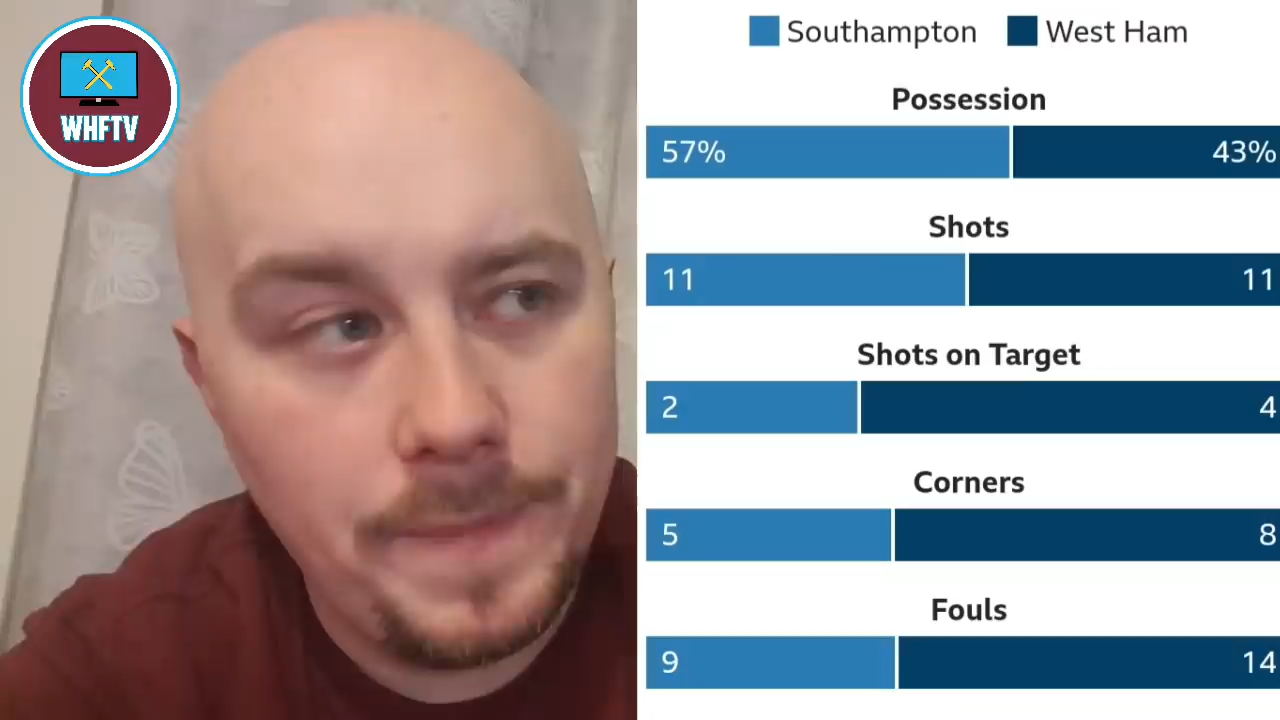 WHFTV
Southampton West Ham
Possession
57% 43%
Shots
11 11
Shots on Target
2 4
Corners
5 8
Fouls
9 14